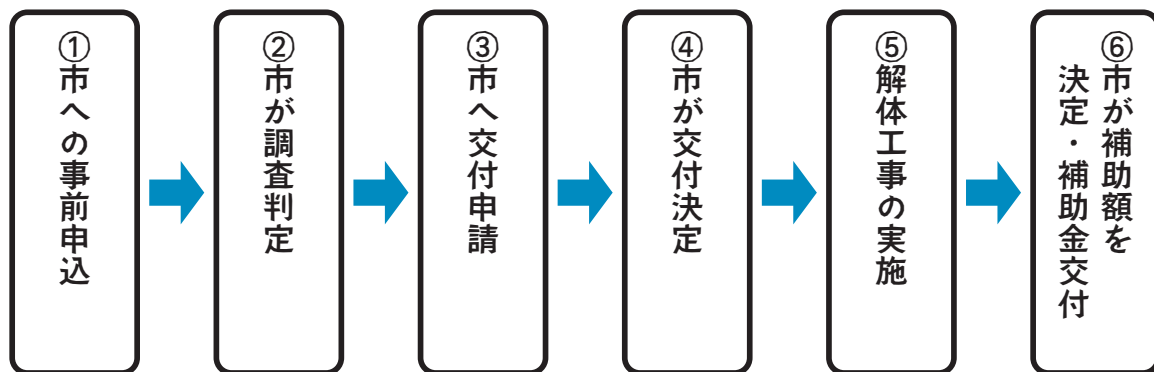 ①市への事前申込
②市が調査判定
③市へ交付申請
④市が交付決定
⑤解体工事の実施
⑥市が補助額を
決定・補助金交付